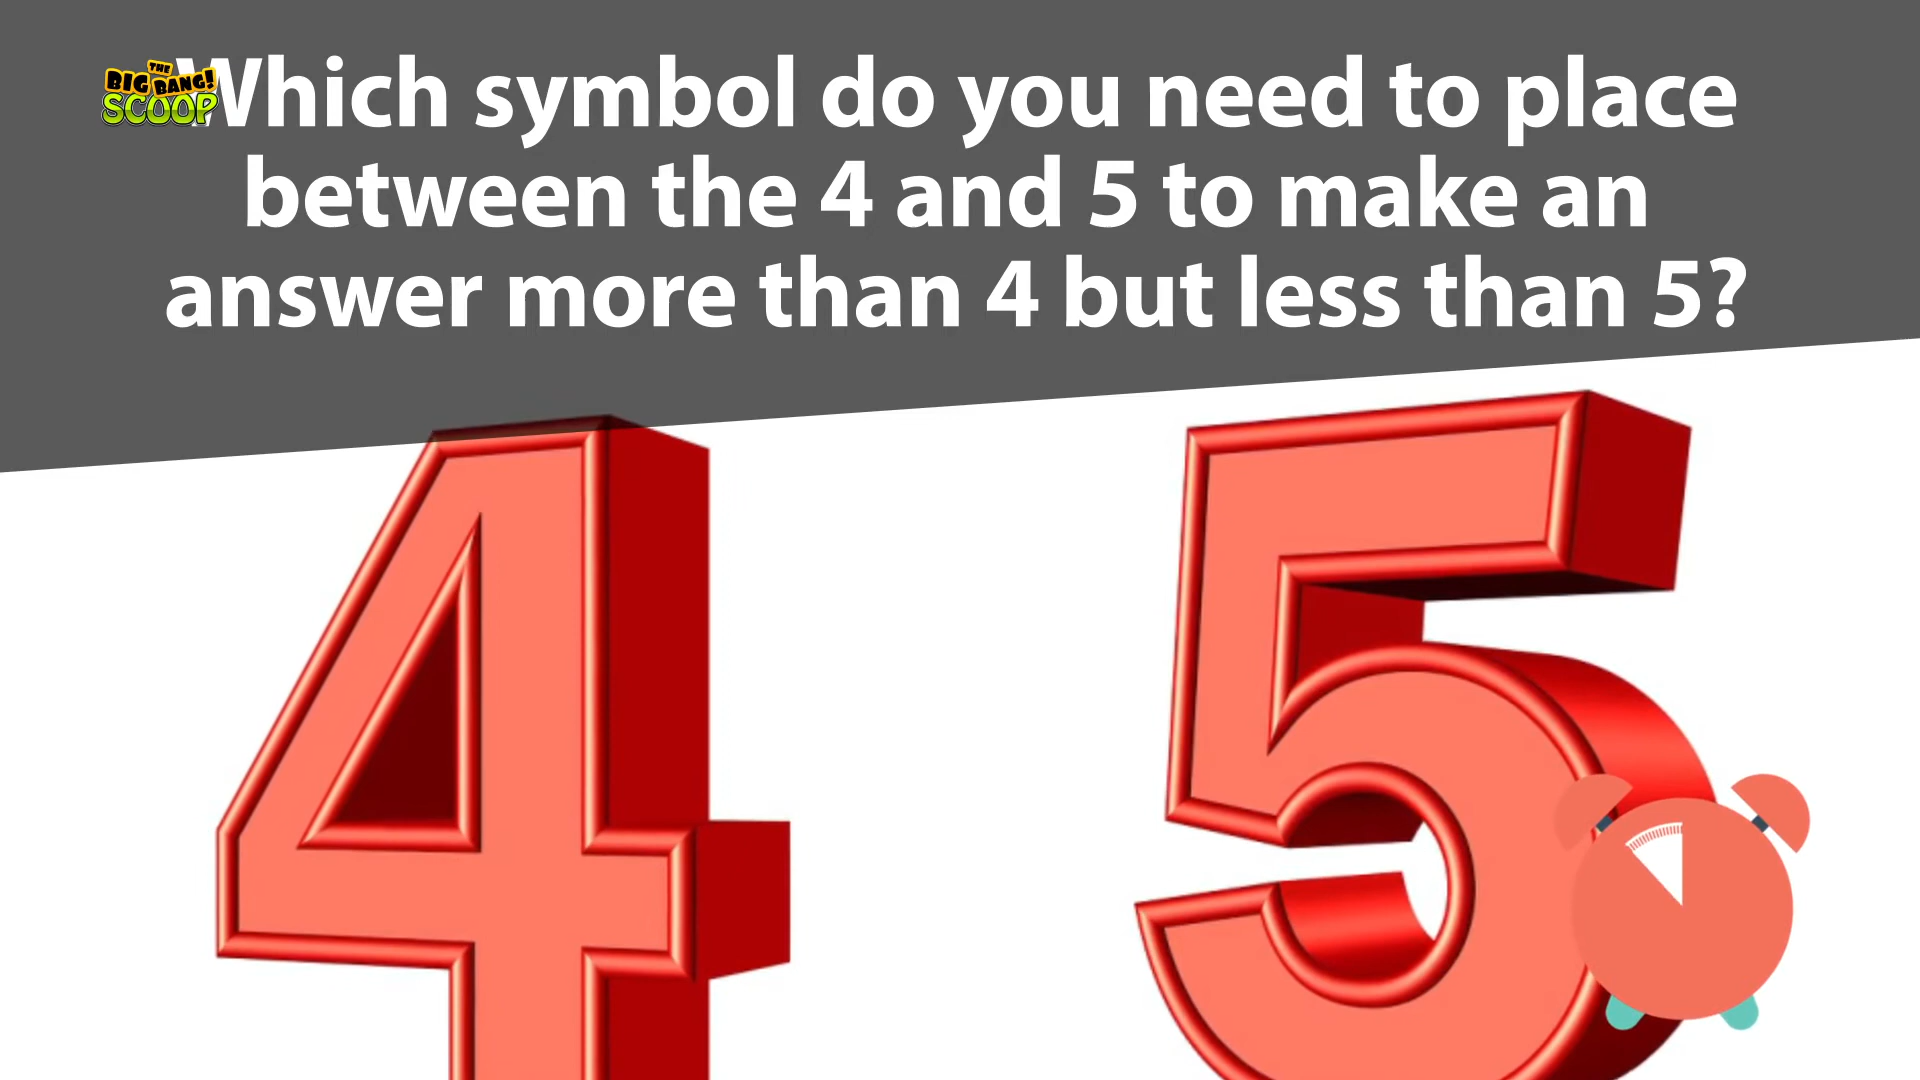 THE
BIG BANG!
SCOOP
Which symbol do you need to place
between the 4 and 5 to make an
answer more than 4 but less than 5?
4 5